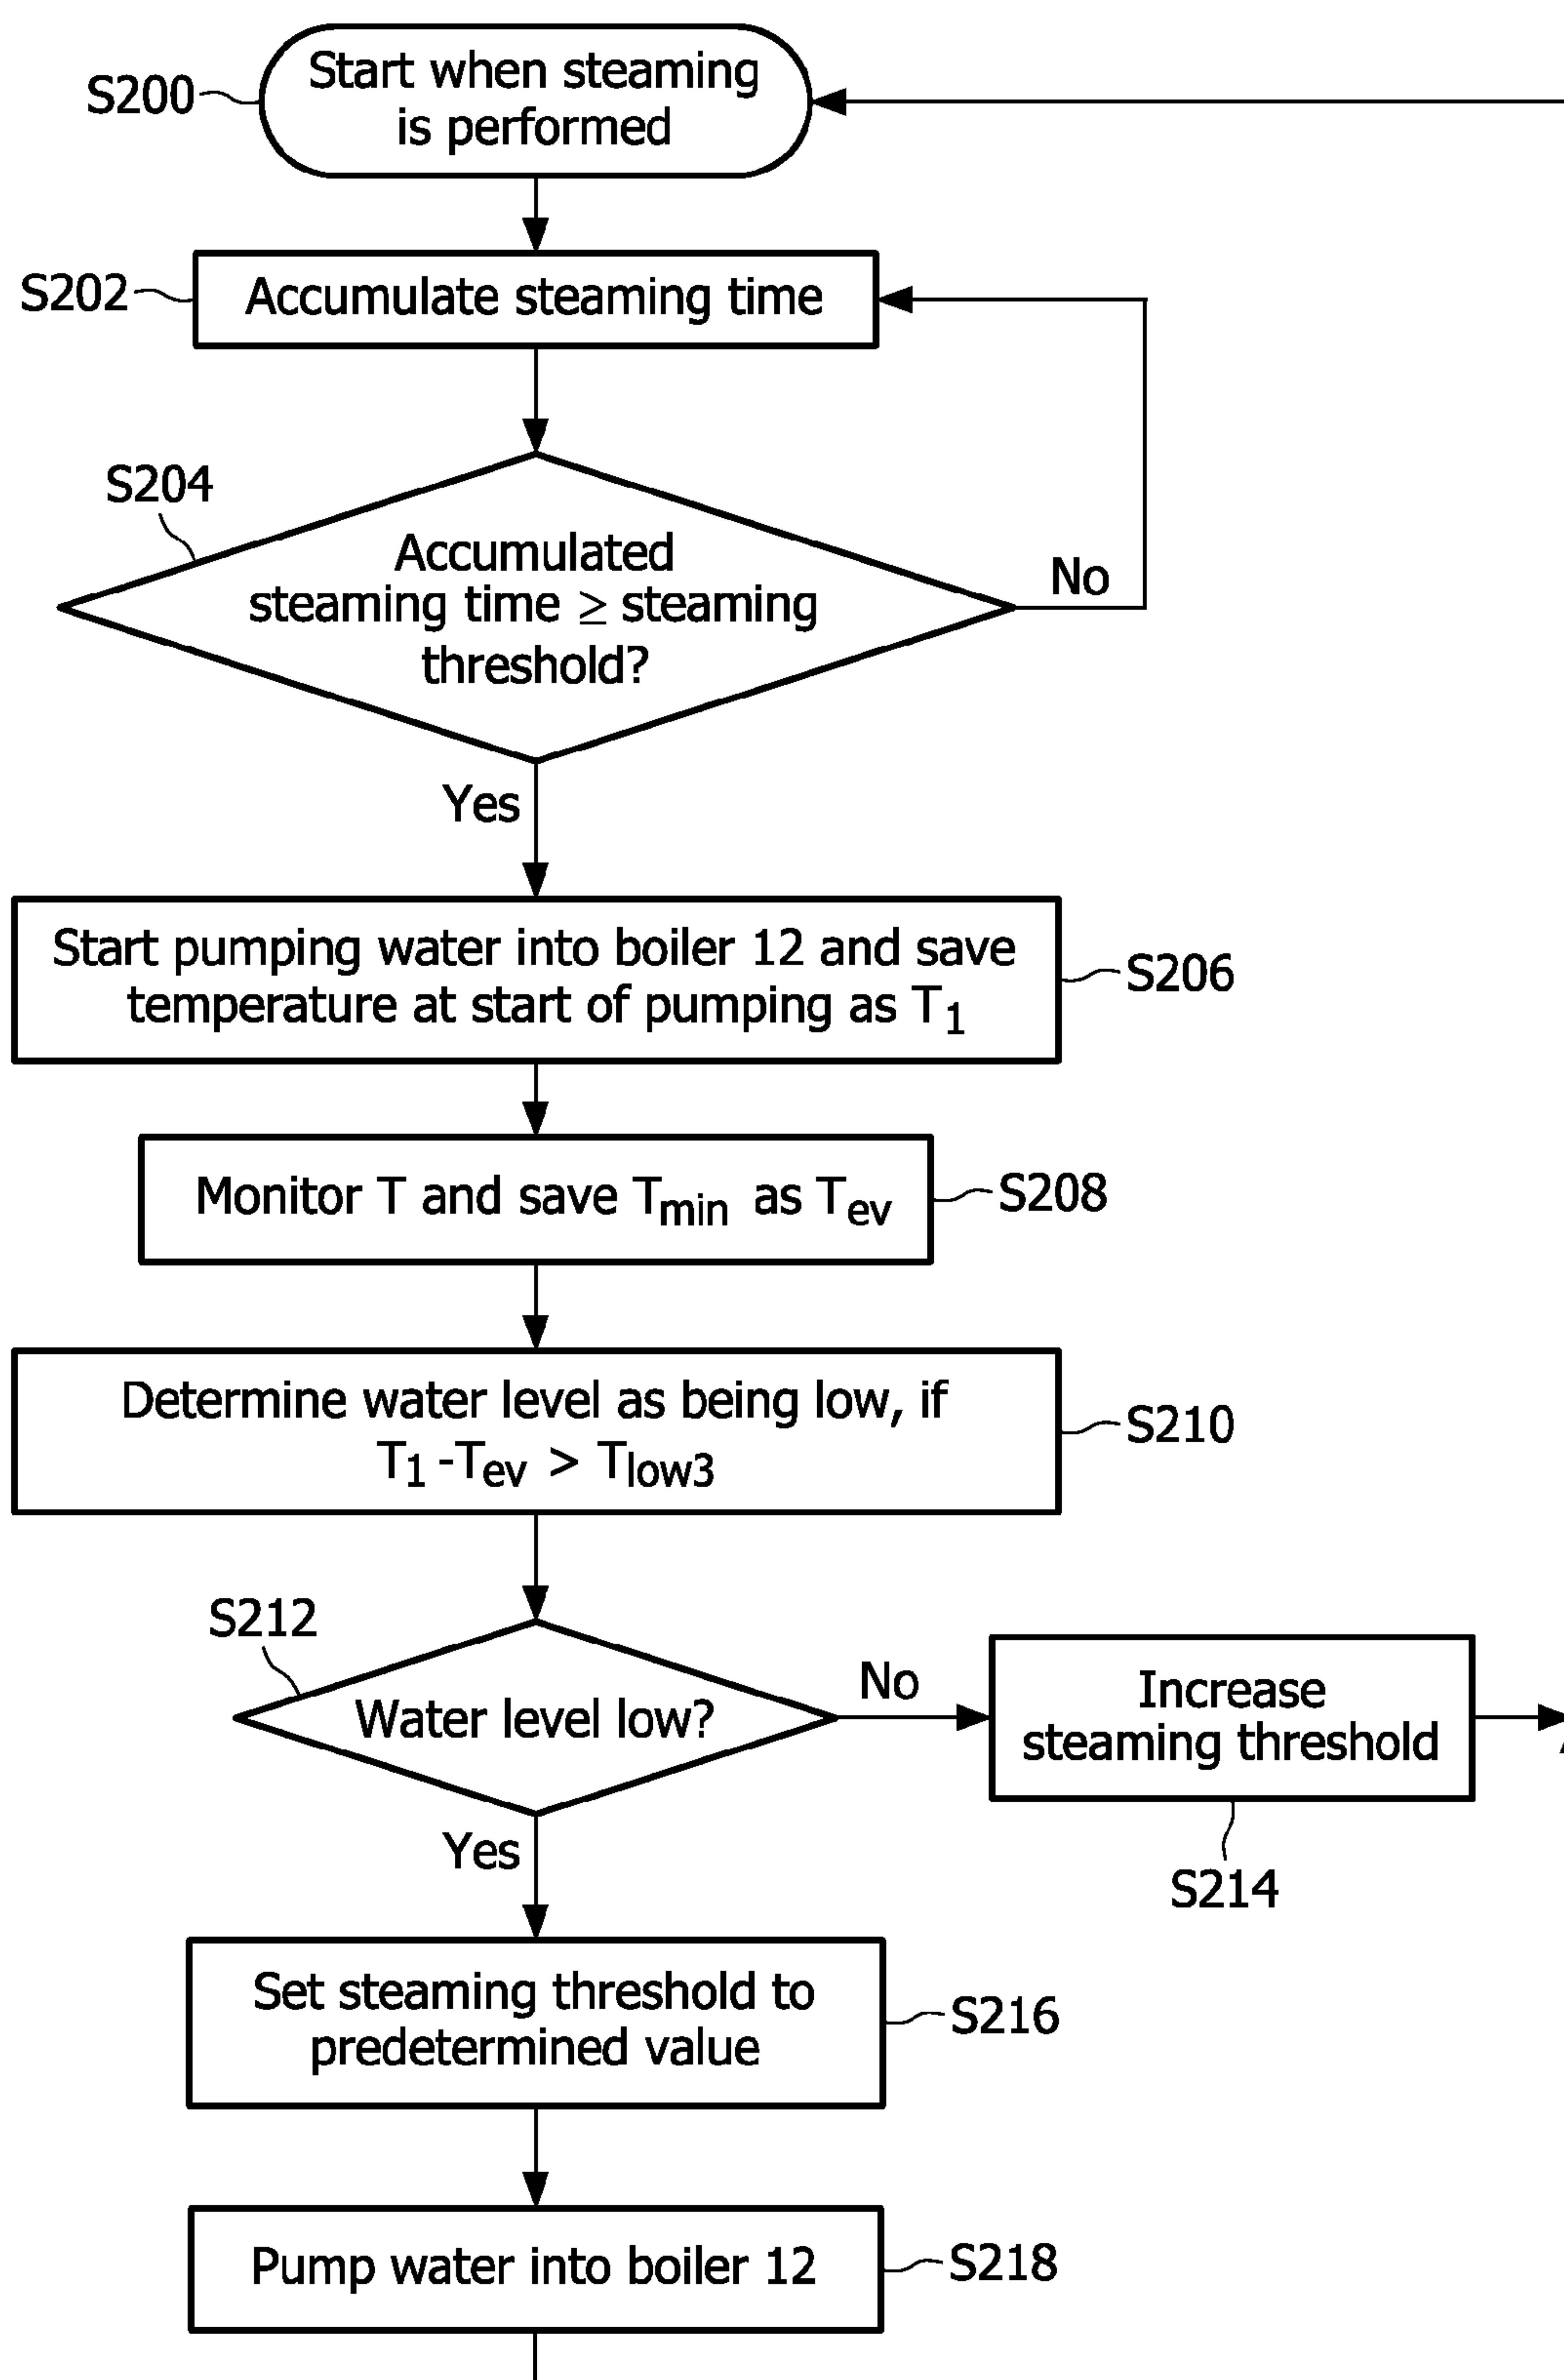 S200
Start when steaming
is performed
S202
Accumulate steaming time
S204
Accumulated
steaming time ≥ steaming
threshold?
No
Yes
Start pumping water into boiler 12 and save
temperature at start of pumping as T1
S206
Monitor T and save Tmin as Tev
S208
Determine water level as being low, if
T1-Tev > Tlow3
S210
S212
Water level low?
No
Increase
steaming threshold
S214
Yes
Set steaming threshold to
predetermined value
S216
Pump water into boiler 12
S218